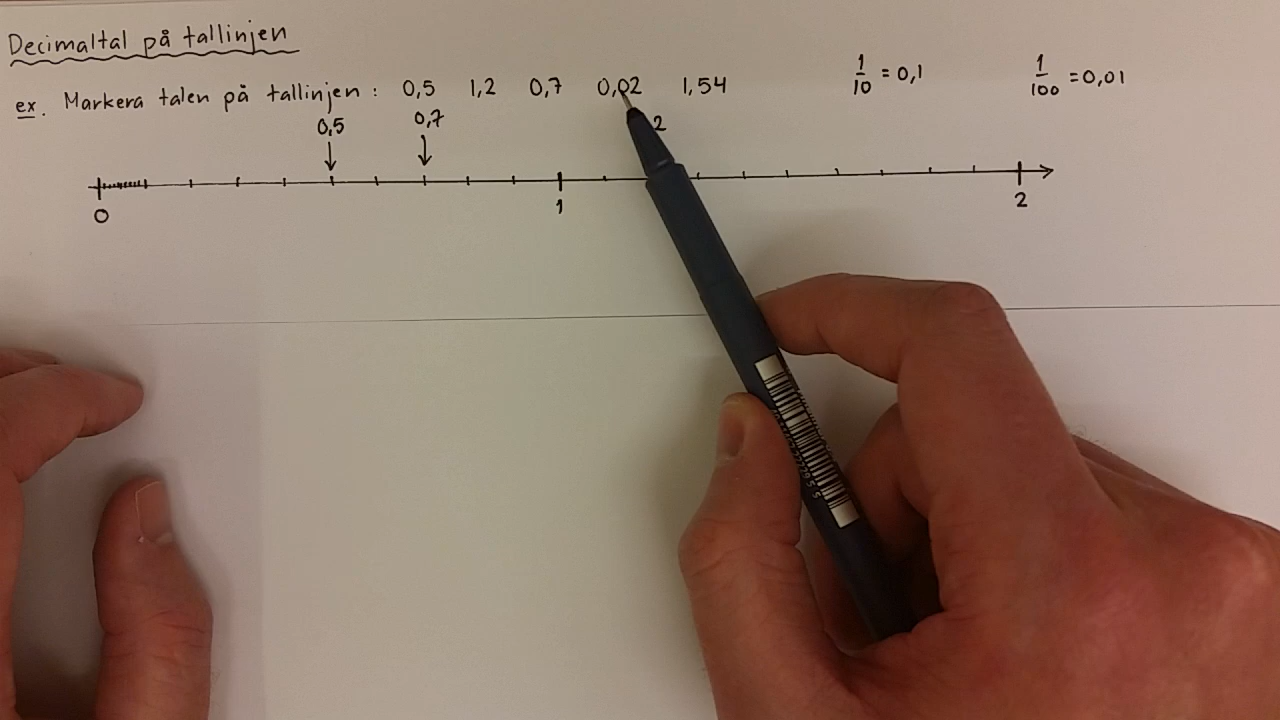 Decimaltal på tallinjen
ex. Markera talen på tallinjen : 0,5 1,2 0,7 0,02 1,54
1/10 = 0,1
1/100 = 0,01
0,5 0,7 2
0 1 2